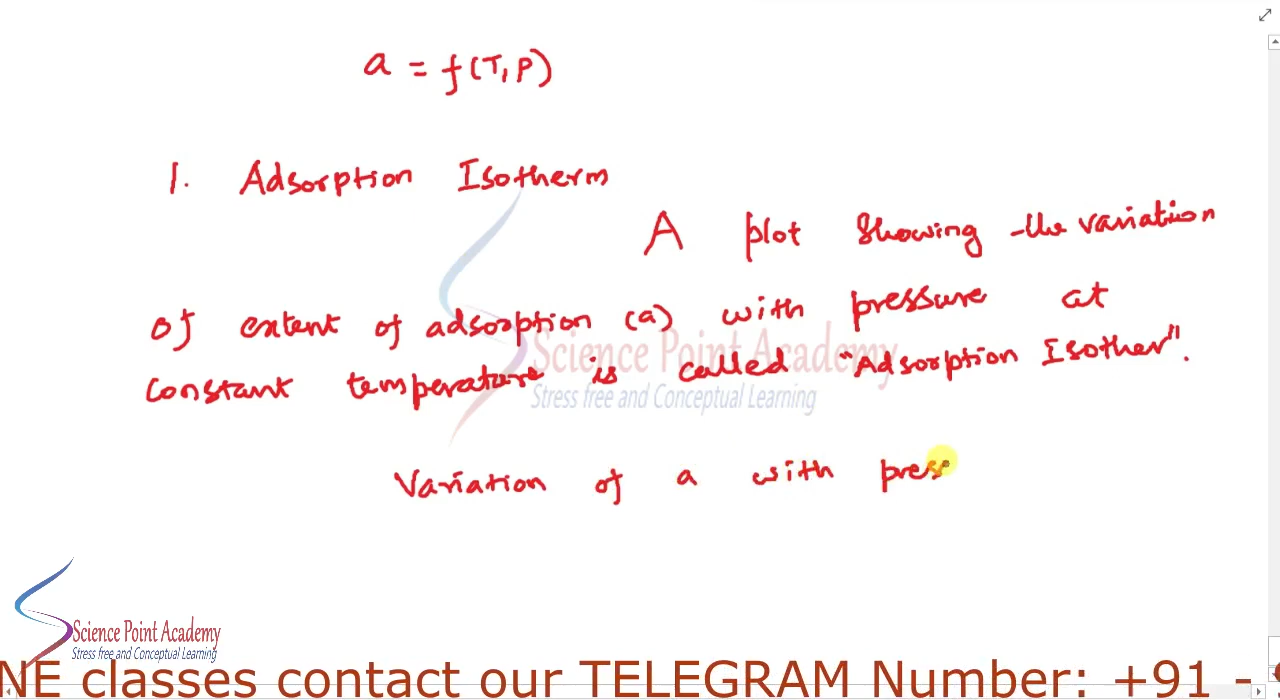 a = f(T, P)
1. Adsorption Isotherm
A plot showing the variation
of extent of adsorption (a) with pressure at
Science Point Academy
constant temperature is called "Adsorption Isother".
Stress free and Conceptual Learning
Variation of a with press
Science Point Academy
Stress free and Conceptual Learning
NE classes contact our TELEGRAM Number: +91 - 9